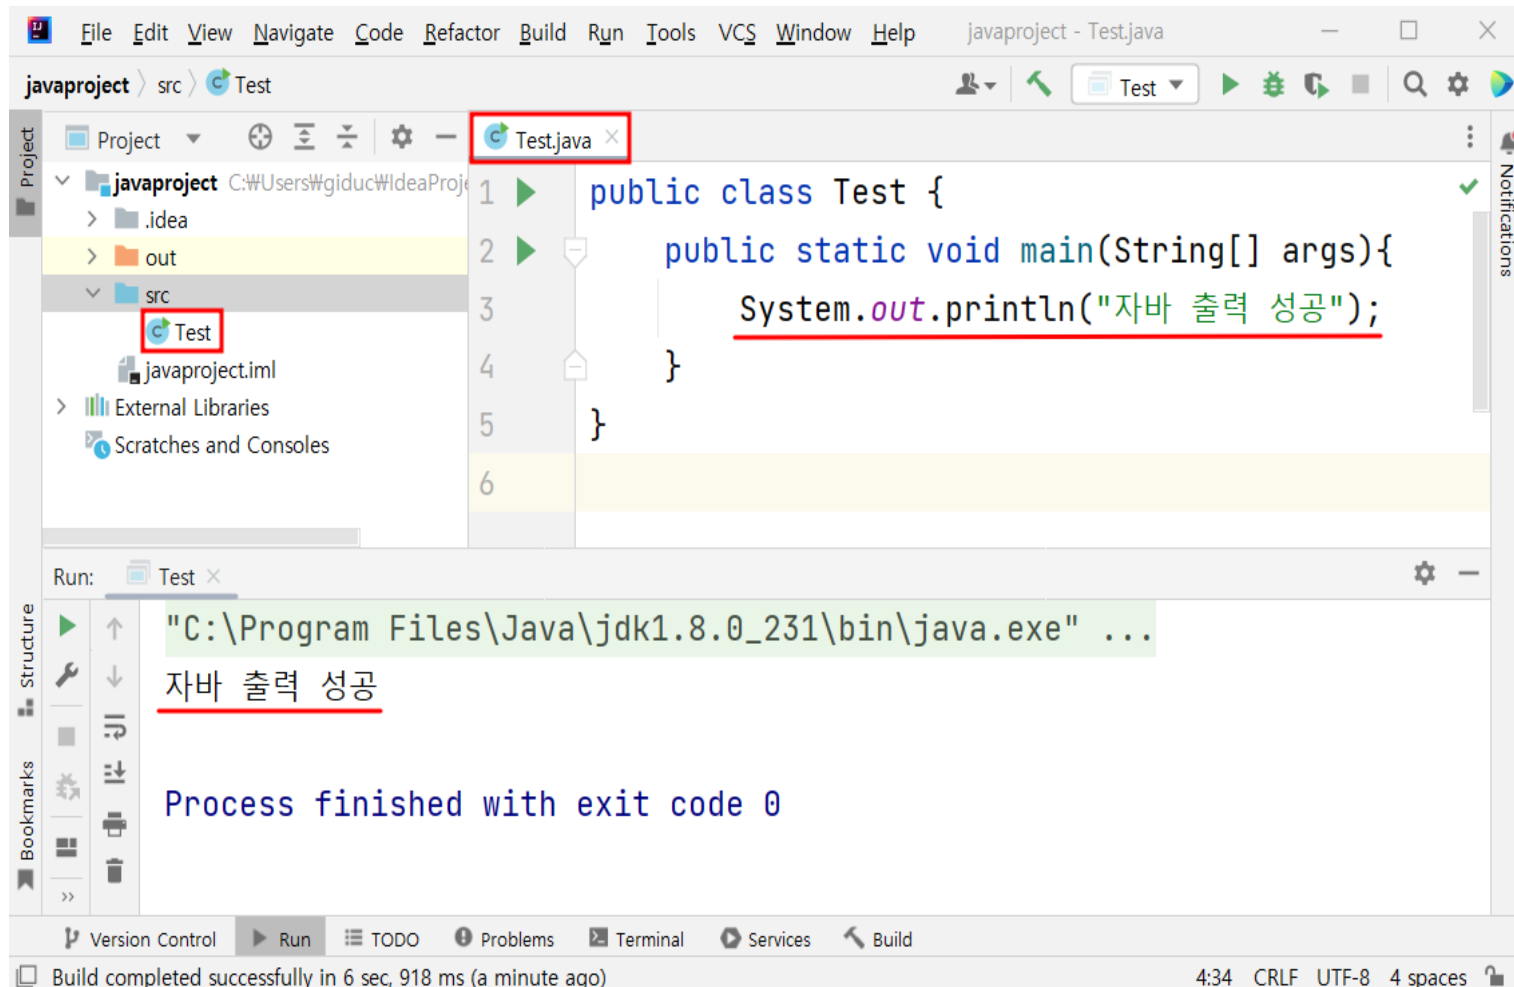 File Edit View Navigate Code Refactor Build Run Tools VCS Window Help javaproject - Test.java
javaproject src Test
Test
Project
Project
Test.java
javaproject C:₩Users₩giduc₩IdeaProje
.idea
out
src
Test
javaproject.iml
External Libraries
Scratches and Consoles
1 public class Test {
2 public static void main(String[] args){
3 System.out.println("자바 출력 성공");
4 }
5 }
6
Notifications
Run: Test
"C:\Program Files\Java\jdk1.8.0_231\bin\java.exe" ...
자바 출력 성공
Process finished with exit code 0
Structure
Bookmarks
Version Control Run TODO Problems Terminal Services Build
Build completed successfully in 6 sec, 918 ms (a minute ago) 4:34 CRLF UTF-8 4 spaces